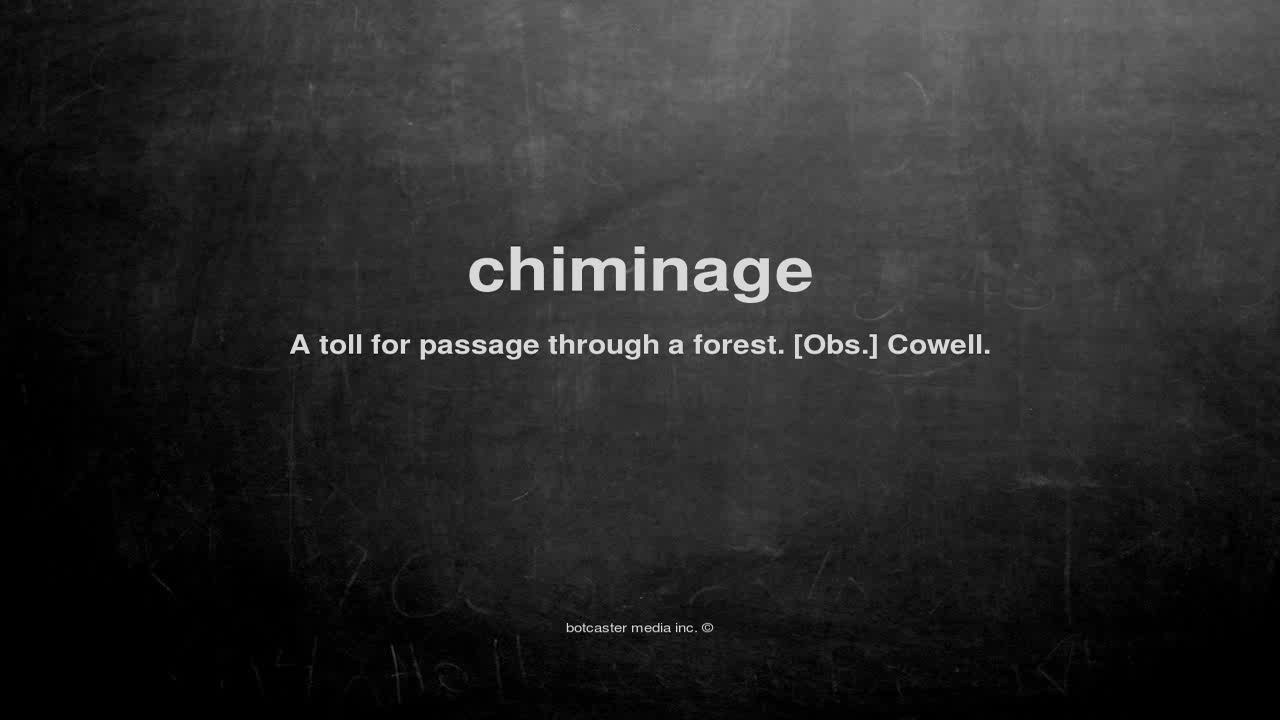 chiminage
A toll for passage through a forest. [Obs.] Cowell.
botcaster media inc. ©